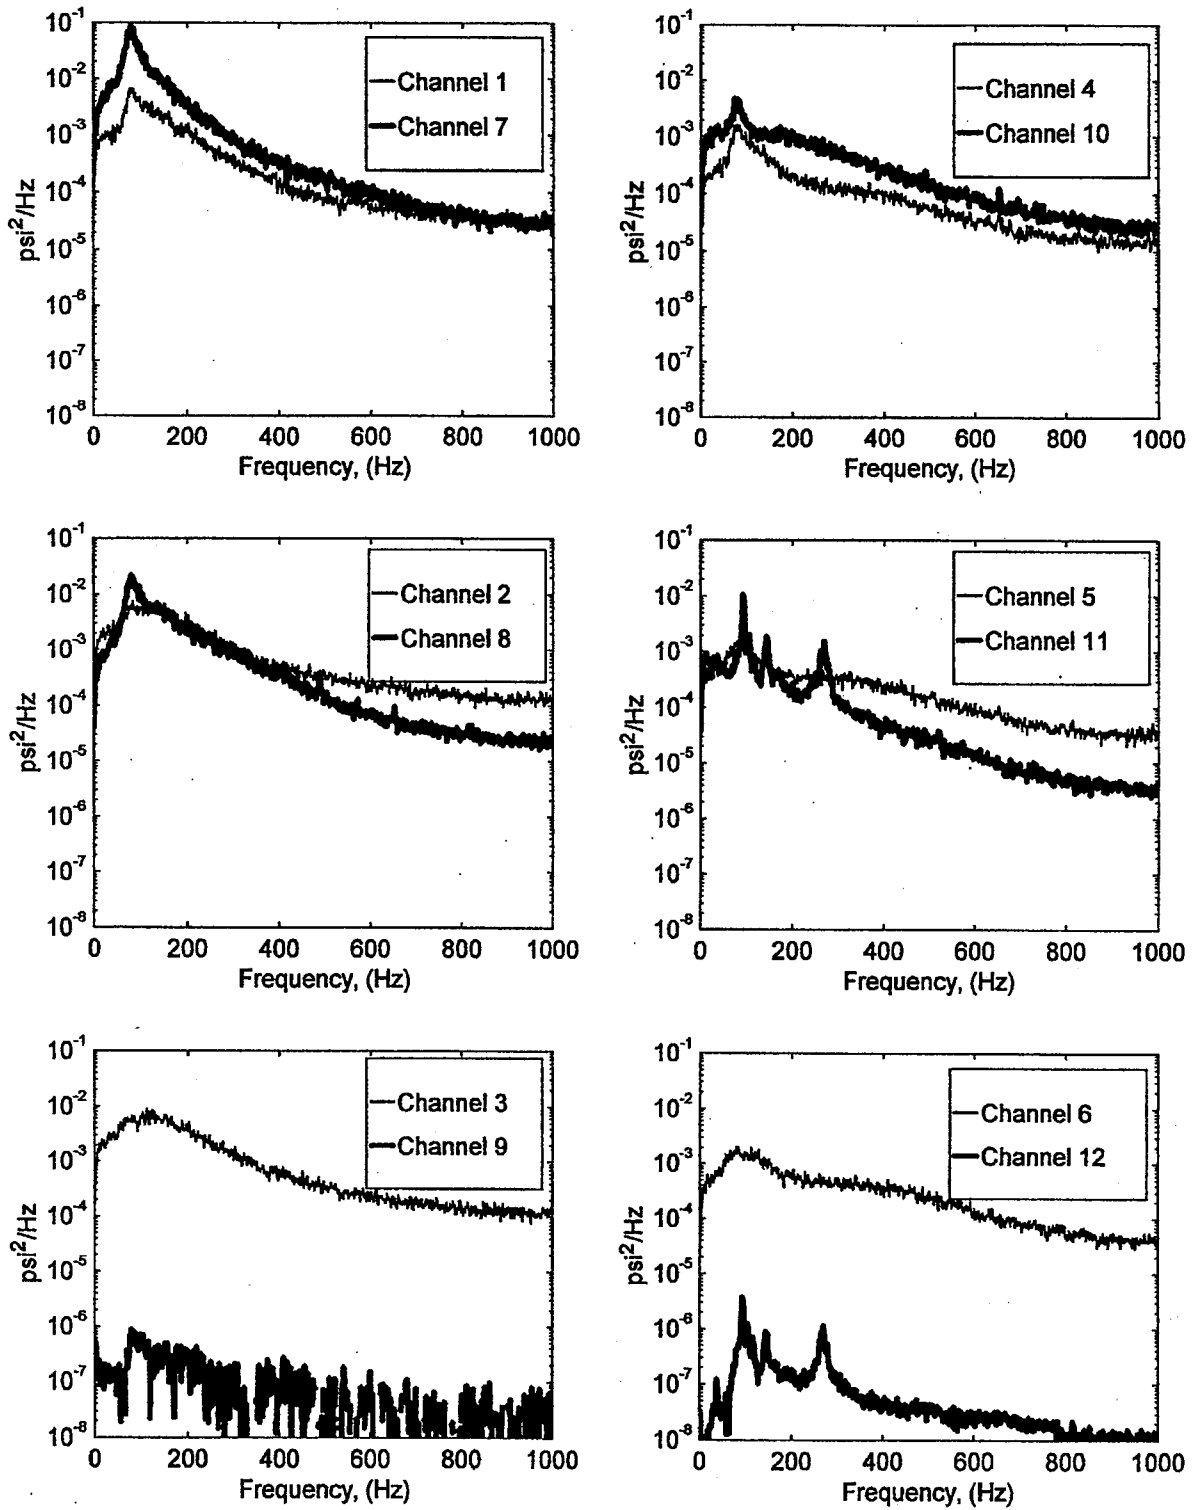 10^-1
10^-2
10^-3
10^-4
10^-5
10^-6
10^-7
10^-8
psi^2/Hz
Channel 1
Channel 7
0 200 400 600 800 1000
Frequency, (Hz)
10^-1
10^-2
10^-3
10^-4
10^-5
10^-6
10^-7
10^-8
psi^2/Hz
Channel 4
Channel 10
0 200 400 600 800 1000
Frequency, (Hz)
10^-1
10^-2
10^-3
10^-4
10^-5
10^-6
10^-7
10^-8
psi^2/Hz
Channel 2
Channel 8
0 200 400 600 800 1000
Frequency, (Hz)
10^-1
10^-2
10^-3
10^-4
10^-5
10^-6
10^-7
10^-8
psi^2/Hz
Channel 5
Channel 11
0 200 400 600 800 1000
Frequency, (Hz)
10^-1
10^-2
10^-3
10^-4
10^-5
10^-6
10^-7
10^-8
psi^2/Hz
Channel 3
Channel 9
0 200 400 600 800 1000
Frequency, (Hz)
10^-1
10^-2
10^-3
10^-4
10^-5
10^-6
10^-7
10^-8
psi^2/Hz
Channel 6
Channel 12
0 200 400 600 800 1000
Frequency, (Hz)